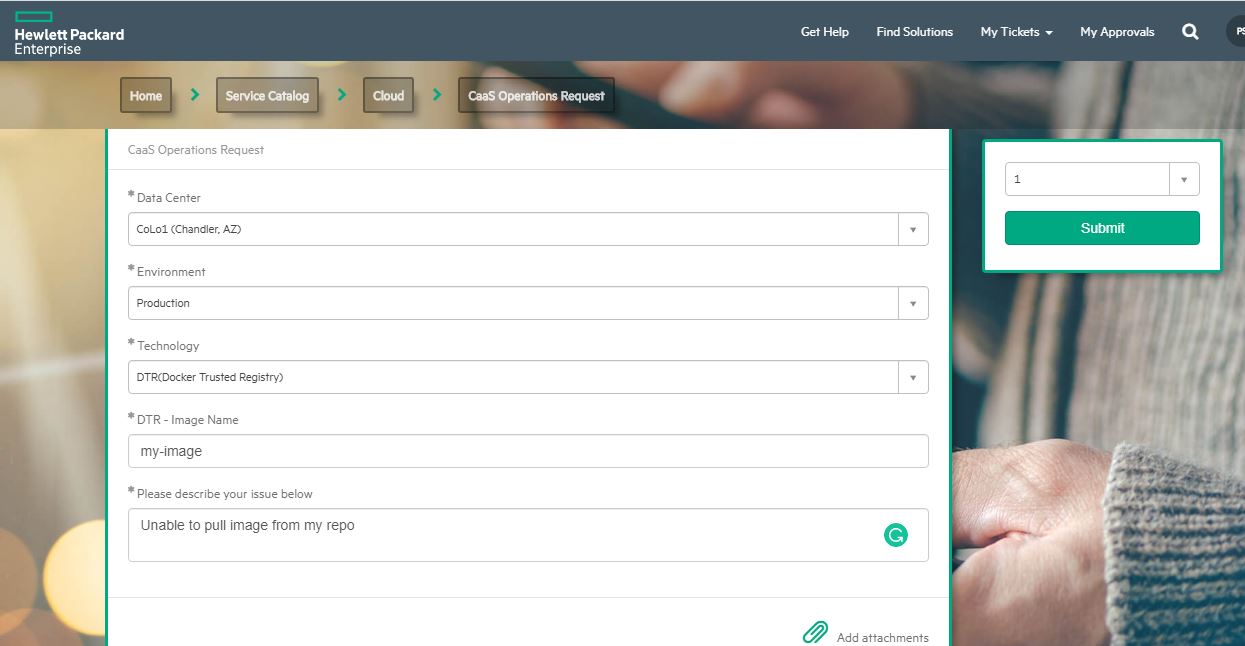 Hewlett Packard
Enterprise
Get Help Find Solutions My Tickets My Approvals PS
Home Service Catalog Cloud CaaS Operations Request
CaaS Operations Request
* Data Center
CoLo1 (Chandler, AZ)
* Environment
Production
* Technology
DTR(Docker Trusted Registry)
* DTR - Image Name
my-image
* Please describe your issue below
Unable to pull image from my repo
Add attachments
1
Submit